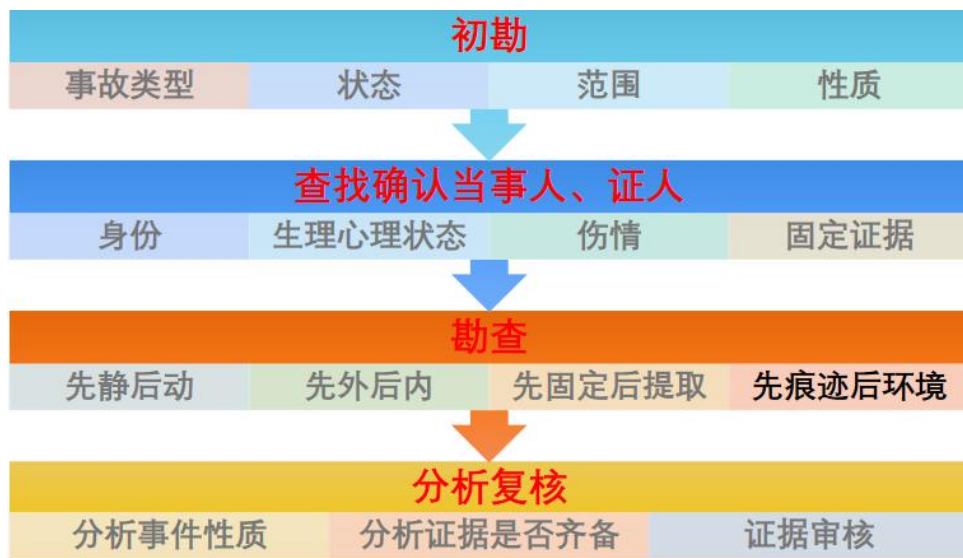 初勘
事故类型 状态 范围 性质
查找确认当事人、证人
身份 生理心理状态 伤情 固定证据
勘查
先静后动 先外后内 先固定后提取 先痕迹后环境
分析复核
分析事件性质 分析证据是否齐备 证据审核